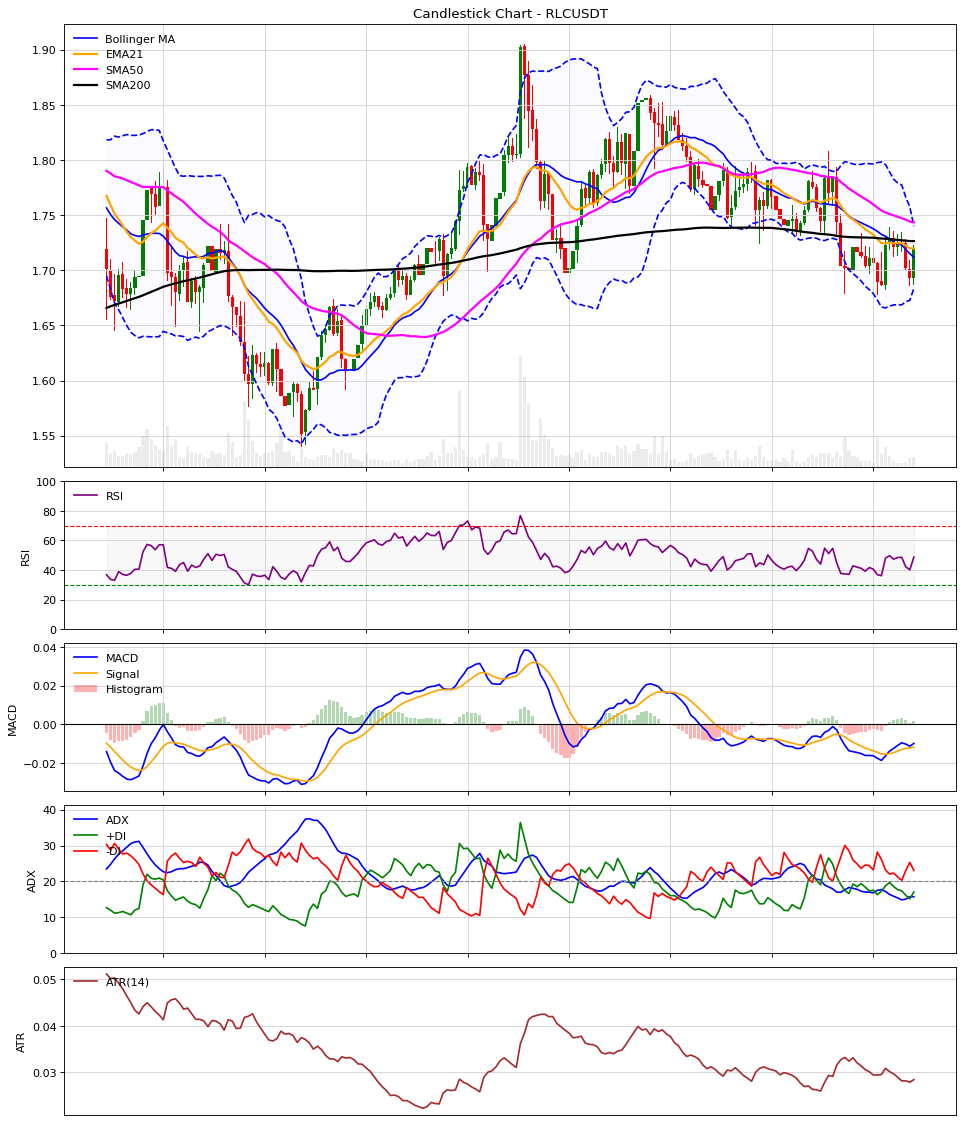 Candlestick Chart - RLCUSDT
Bollinger MA
EMA21
SMA50
SMA200
1.90
1.85
1.80
1.75
1.70
1.65
1.60
1.55
RSI
RSI
100
80
60
40
20
0
MACD
MACD
Signal
Histogram
0.04
0.02
0.00
−0.02
ADX
ADX
+DI
-DI
40
30
20
10
0
ATR
ATR(14)
0.05
0.04
0.03